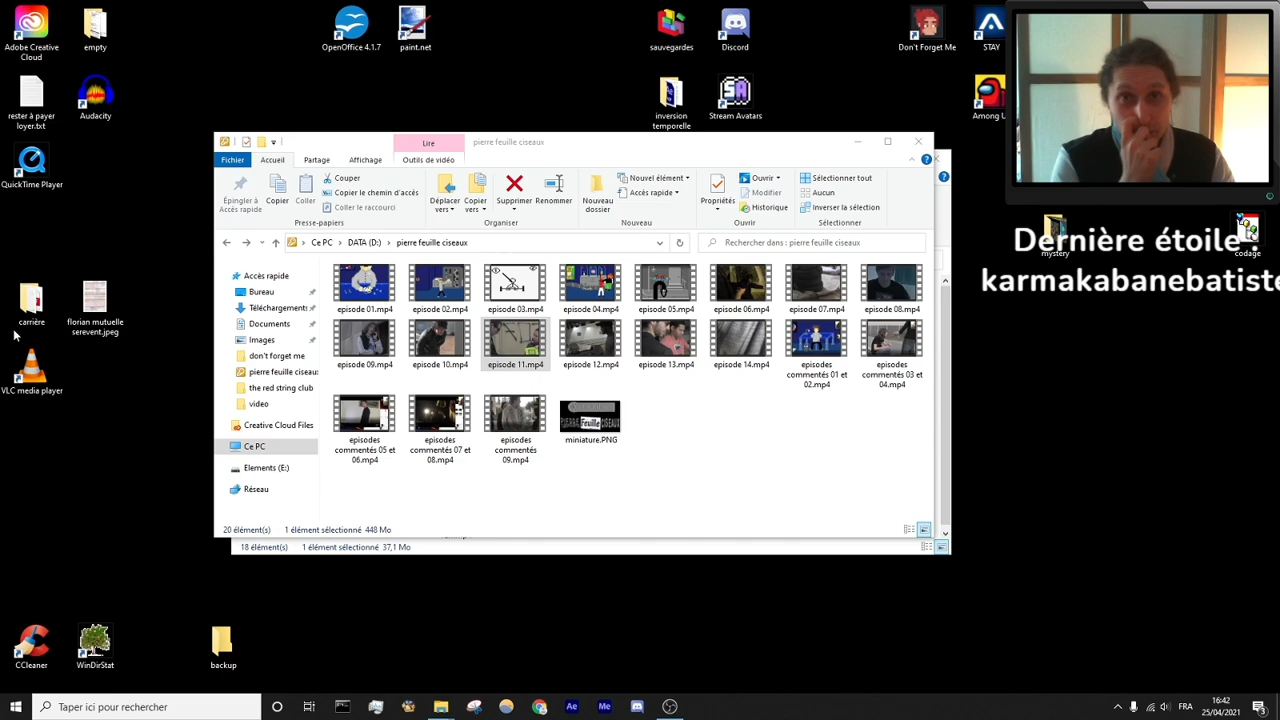 Adobe Creative
Cloud
empty
OpenOffice 4.1.7
paint.net
sauvegardes
Discord
Don't Forget Me
STAY
rester à payer
loyer.txt
Audacity
inversion
temporelle
Stream Avatars
Among U
QuickTime Player
Lire
pierre feuille ciseaux
Fichier
Accueil
Partage
Affichage
Outils de vidéo
Épingler à
Accès rapide
Copier
Coller
Couper
Copier le chemin d'accès
Coller le raccourci
Presse-papiers
Déplacer
vers
Copier
vers
Supprimer
Renommer
Organiser
Nouveau
dossier
Nouvel élément
Accès rapide
Nouveau
Propriétés
Ouvrir
Modifier
Historique
Ouvrir
Sélectionner tout
Aucun
Inverser la sélection
Sélectionner
Ce PC
DATA (D:)
pierre feuille ciseaux
Rechercher dans : pierre feuille ciseaux
Dernière étoile :
karmakabanebatiste
mystery
codage
Accès rapide
Bureau
Téléchargements
Documents
Images
don't forget me
pierre feuille ciseaux
the red string club
video
Creative Cloud Files
Ce PC
Elements (E:)
Réseau
episode 01.mp4
episode 02.mp4
episode 03.mp4
episode 04.mp4
episode 05.mp4
episode 06.mp4
episode 07.mp4
episode 08.mp4
episode 09.mp4
episode 10.mp4
episode 11.mp4
episode 12.mp4
episode 13.mp4
episode 14.mp4
episodes
commentés 01 et
02.mp4
episodes
commentés 03 et
04.mp4
episodes
commentés 05 et
06.mp4
episodes
commentés 07 et
08.mp4
episodes
commentés
09.mp4
PIERRE Feuille CISEAUX
miniature.PNG
20 élément(s)
1 élément sélectionné 448 Mo
18 élément(s)
1 élément sélectionné 37,1 Mo
carrière
florian mutuelle
serevent.jpeg
VLC media player
CCleaner
WinDirStat
backup
Taper ici pour rechercher
Ae
Me
FRA
16:42
25/04/2021